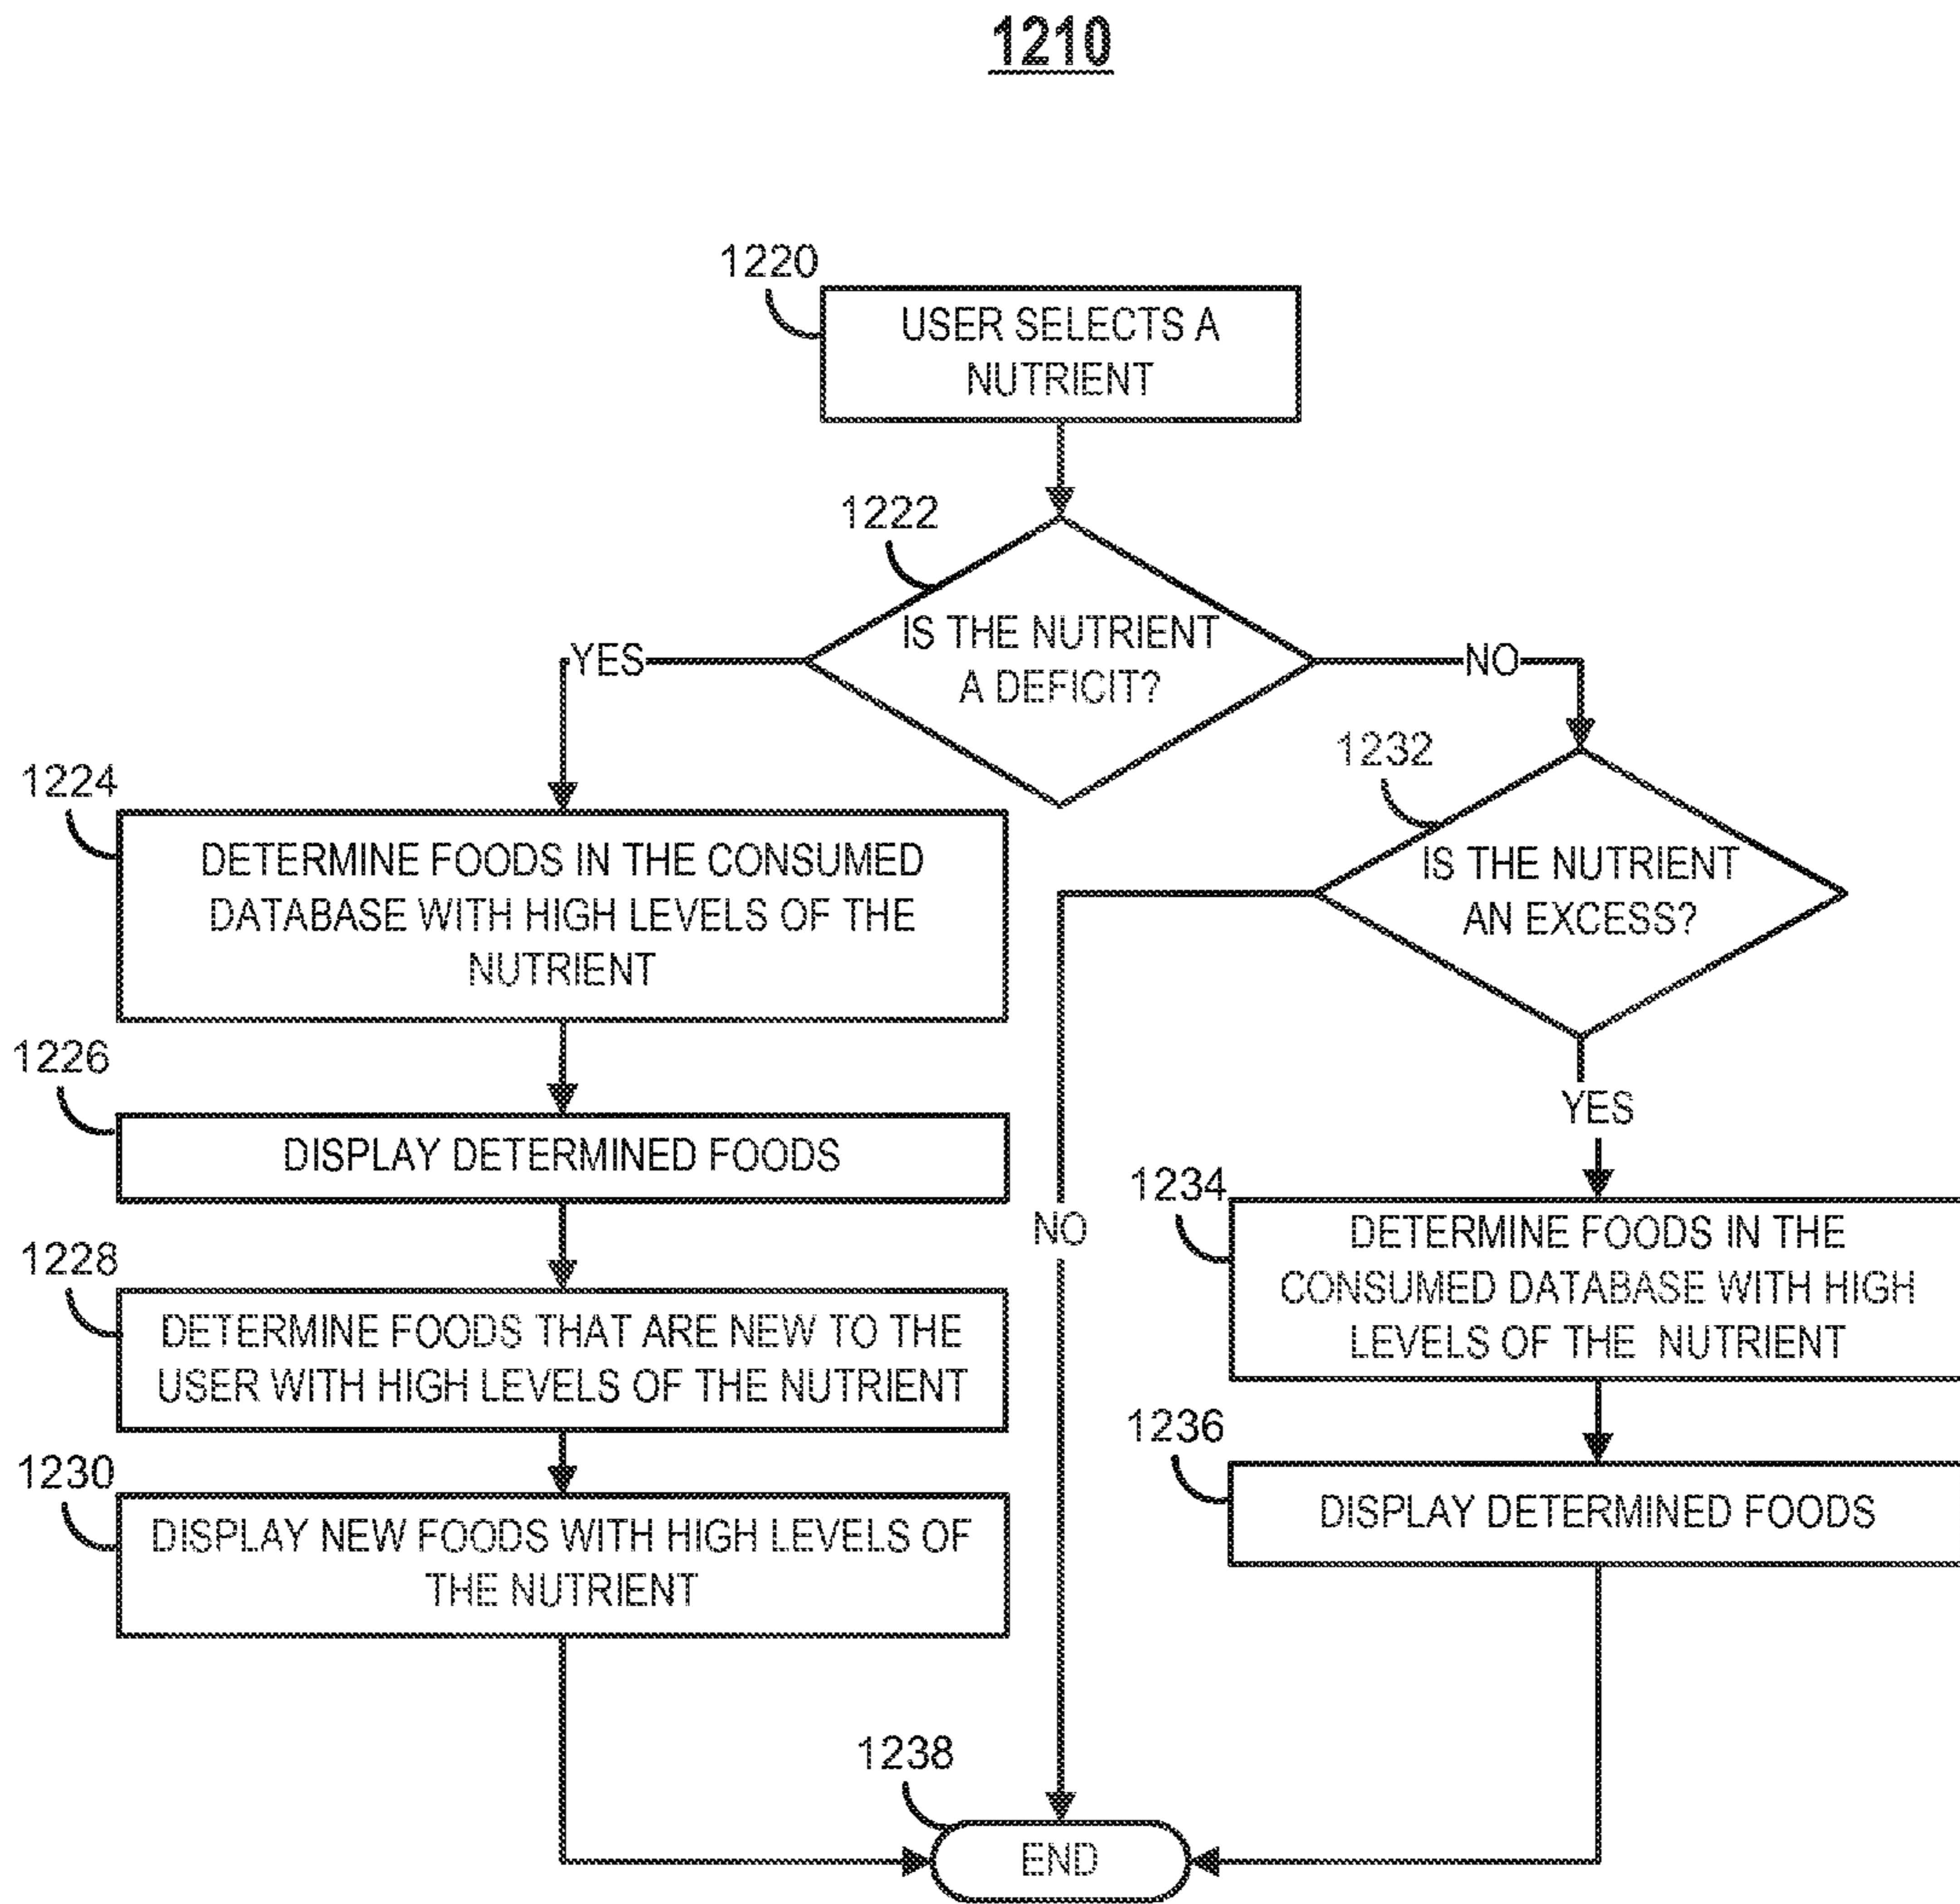 1210
1220
USER SELECTS A
NUTRIENT
1222
IS THE NUTRIENT
A DEFICIT?
YES
NO
1224
DETERMINE FOODS IN THE CONSUMED
DATABASE WITH HIGH LEVELS OF THE
NUTRIENT
1226
DISPLAY DETERMINED FOODS
1228
DETERMINE FOODS THAT ARE NEW TO THE
USER WITH HIGH LEVELS OF THE NUTRIENT
1230
DISPLAY NEW FOODS WITH HIGH LEVELS OF
THE NUTRIENT
1232
IS THE NUTRIENT
AN EXCESS?
NO
YES
1234
DETERMINE FOODS IN THE
CONSUMED DATABASE WITH HIGH
LEVELS OF THE NUTRIENT
1236
DISPLAY DETERMINED FOODS
1238
END